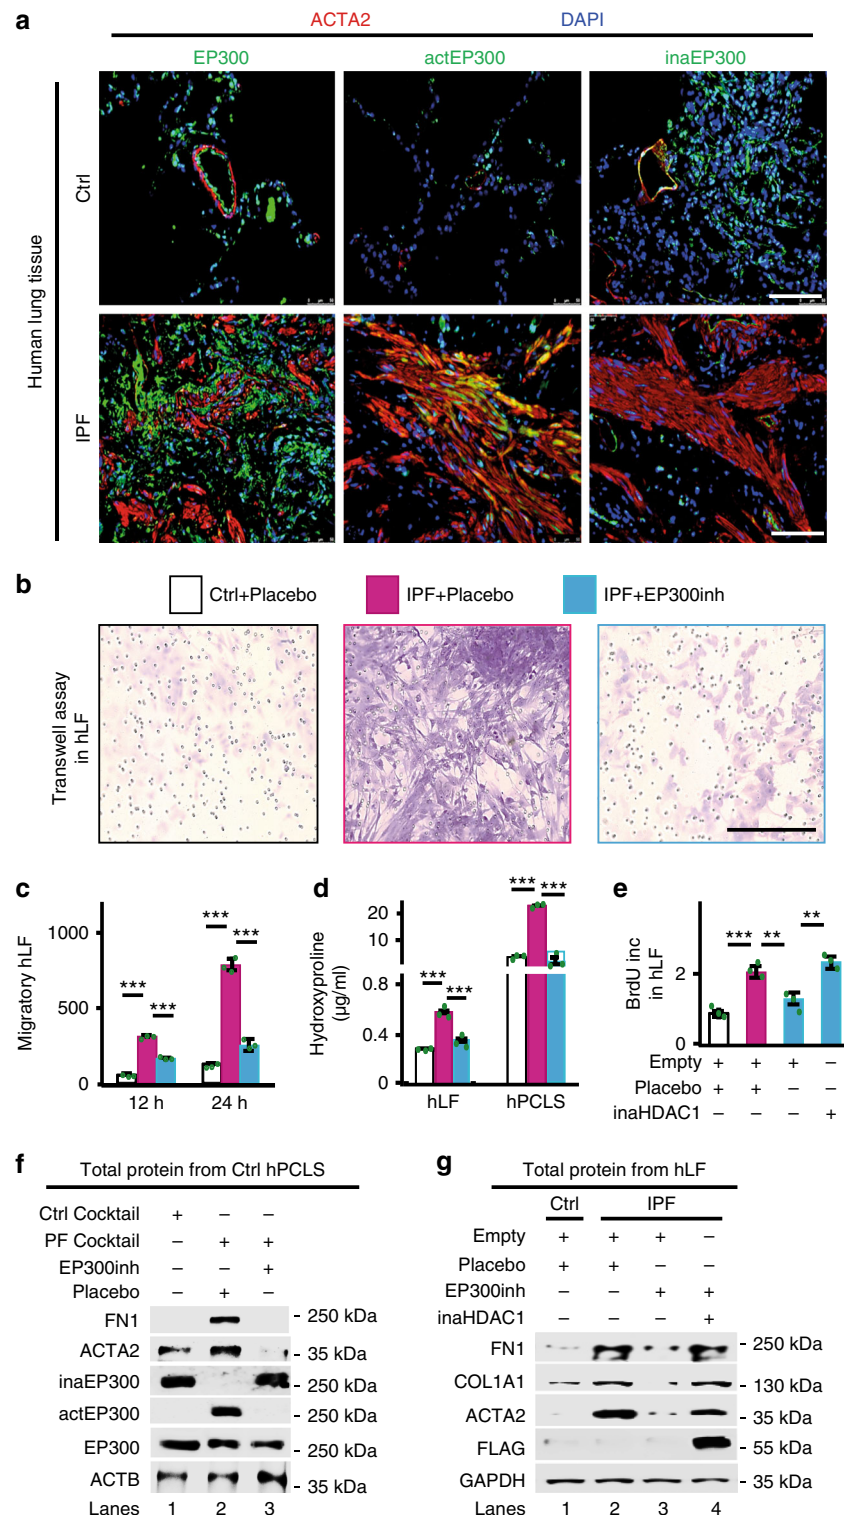 a
ACTA2 DAPI
EP300 actEP300 inaEP300
Human lung tissue
Ctrl
IPF
b
Ctrl+Placebo IPF+Placebo IPF+EP300inh
Transwell assay
in hLF
c
Migratory hLF
1000
500
0
*** *** *** ***
12 h 24 h
d
Hydroxyproline
(µg/ml)
20
10
0.8
0.4
0
*** *** *** ***
hLF hPCLS
e
BrdU inc
in hLF
2
0
*** ** **
Empty + + + –
Placebo + + – –
inaHDAC1 – – – +
f
Total protein from Ctrl hPCLS
Ctrl Cocktail + – –
PF Cocktail – + +
EP300inh – – +
Placebo – + –
FN1 - 250 kDa
ACTA2 - 35 kDa
inaEP300 - 250 kDa
actEP300 - 250 kDa
EP300 - 250 kDa
ACTB - 35 kDa
Lanes 1 2 3
g
Total protein from hLF
Ctrl IPF
Empty + + + –
Placebo + + – –
EP300inh – – + +
inaHDAC1 – – – +
FN1 - 250 kDa
COL1A1 - 130 kDa
ACTA2 - 35 kDa
FLAG - 55 kDa
GAPDH - 35 kDa
Lanes 1 2 3 4